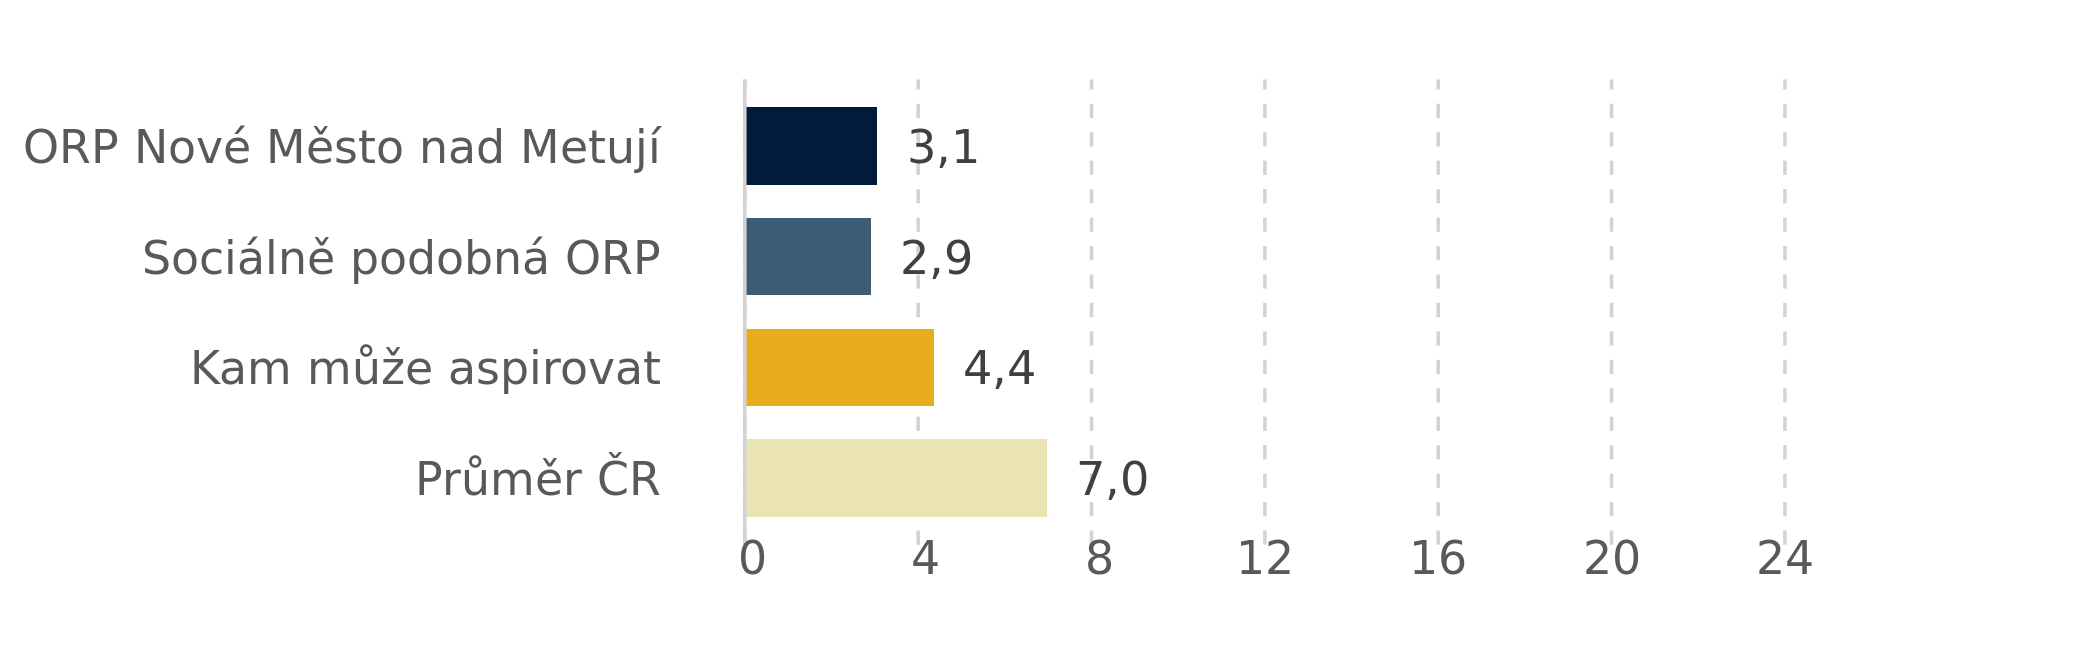 ORP Nové Město nad Metují 3,1
Sociálně podobná ORP 2,9
Kam může aspirovat 4,4
Průměr ČR 7,0
0 4 8 12 16 20 24